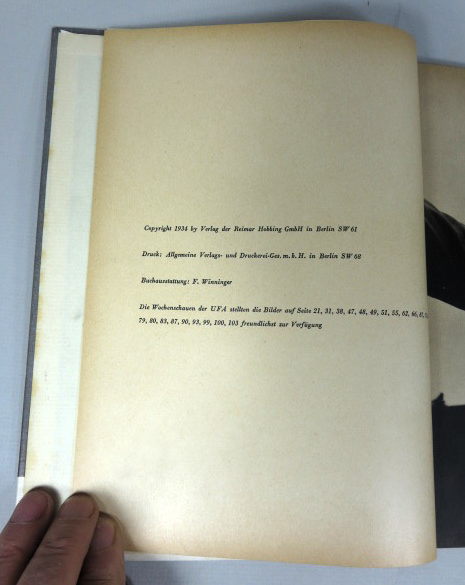 Copyright 1934 by Verlag der Reimar Hobbing GmbH in Berlin SW 61
Druck: Allgemeine Verlags- und Druckerei-Ges. m. b. H. in Berlin SW 68
Buchausstattung: F. Winninger
Die Wochenschauen der UFA stellten die Bilder auf Seite 21, 31, 38, 47, 48, 49, 51, 55, 62, 66,
79, 80, 83, 87, 90, 93, 99, 100, 103 freundlichst zur Verfügung